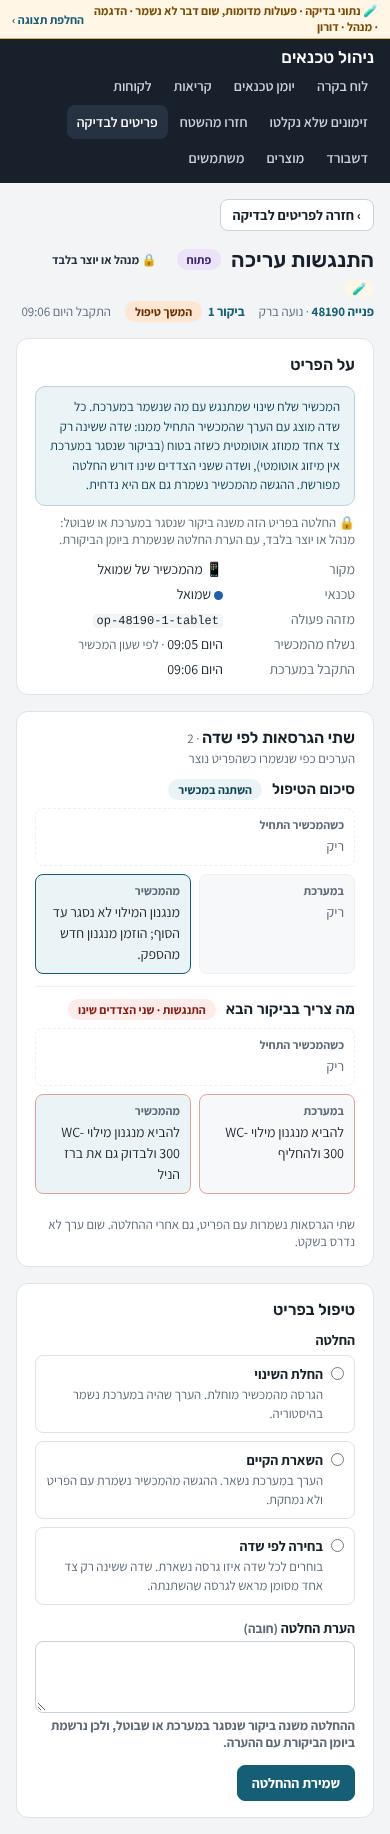 🧪 נתוני בדיקה · פעולות מדומות, שום דבר לא נשמר · הדגמה · מנהל · דורון
החלפת תצוגה ›
ניהול טכנאים
לוח בקרה
יומן טכנאים
קריאות
לקוחות
זימונים שלא נקלטו
חזרו מהשטח
פריטים לבדיקה
דשבורד
מוצרים
משתמשים
› חזרה לפריטים לבדיקה
התנגשות עריכה
פתוח
🔒 מנהל או יוצר בלבד
🧪
פנייה 48190 · נועה ברק
ביקור 1
המשך טיפול
התקבל היום 09:06
על הפריט
המכשיר שלח שינוי שמתנגש עם מה שנשמר במערכת. כל
שדה מוצג עם הערך שהמכשיר התחיל ממנו: שדה ששינה רק
צד אחד ממוזג אוטומטית כשזה בטוח (בביקור שנסגר במערכת
אין מיזוג אוטומטי), ושדה ששני הצדדים שינו דורש החלטה
מפורשת. ההגשה מהמכשיר נשמרת גם אם היא נדחית.
🔒 החלטה בפריט הזה משנה ביקור שנסגר במערכת או שבוטל:
מנהל או יוצר בלבד, עם הערת החלטה שנשמרת ביומן הביקורת.
מקור
📱 מהמכשיר של שמואל
טכנאי
שמואל
מזהה פעולה
op-48190-1-tablet
נשלח מהמכשיר
היום 09:05 · לפי שעון המכשיר
התקבל במערכת
היום 09:06
שתי הגרסאות לפי שדה · 2
הערכים כפי שנשמרו כשהפריט נוצר
סיכום הטיפול
השתנה במכשיר
כשהמכשיר התחיל
ריק
במערכת
ריק
מהמכשיר
מנגנון המילוי לא נסגר עד
הסוף; הוזמן מנגנון חדש
מהספק.
מה צריך בביקור הבא
התנגשות · שני הצדדים שינו
כשהמכשיר התחיל
ריק
במערכת
להביא מנגנון מילוי WC-
300 ולהחליף
מהמכשיר
להביא מנגנון מילוי WC-
300 ולבדוק גם את ברז
הניל
שתי הגרסאות נשמרות עם הפריט, גם אחרי ההחלטה. שום ערך לא
נדרס בשקט.
טיפול בפריט
החלטה
החלת השינוי
הגרסה מהמכשיר מוחלת. הערך שהיה במערכת נשמר
בהיסטוריה.
השארת הקיים
הערך במערכת נשאר. ההגשה מהמכשיר נשמרת עם הפריט
ולא נמחקת.
בחירה לפי שדה
בוחרים לכל שדה איזו גרסה נשארת. שדה ששינה רק צד
אחד מסומן מראש לגרסה שהשתנתה.
הערת החלטה (חובה)
ההחלטה משנה ביקור שנסגר במערכת או שבוטל, ולכן נרשמת
ביומן הביקורת עם ההערה.
שמירת ההחלטה